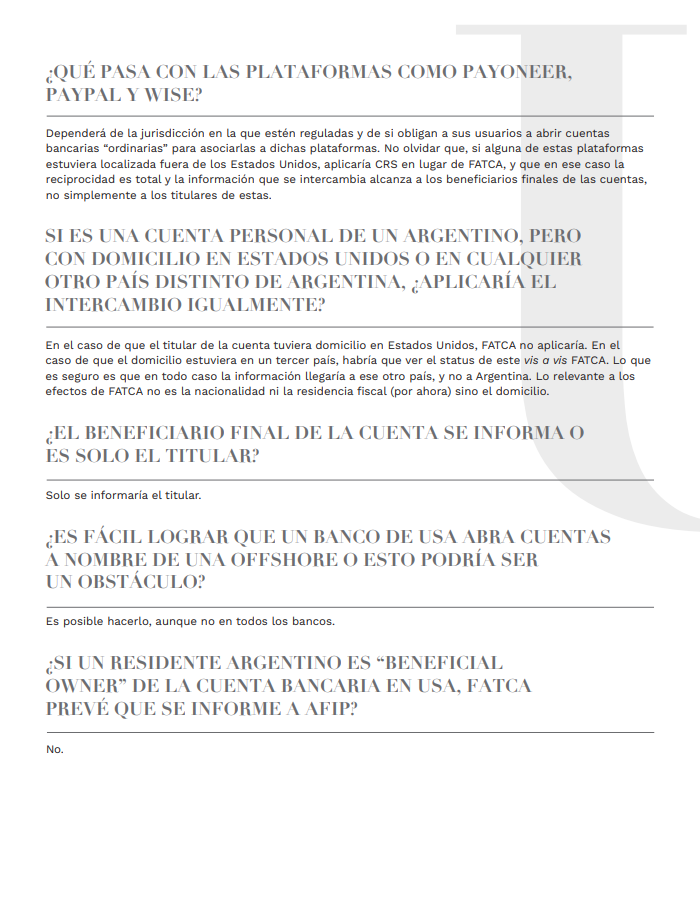 ¿QUÉ PASA CON LAS PLATAFORMAS COMO PAYONEER,
PAYPAL Y WISE?
Dependerá de la jurisdicción en la que estén reguladas y de si obligan a sus usuarios a abrir cuentas
bancarias “ordinarias” para asociarlas a dichas plataformas. No olvidar que, si alguna de estas plataformas
estuviera localizada fuera de los Estados Unidos, aplicaría CRS en lugar de FATCA, y que en ese caso la
reciprocidad es total y la información que se intercambia alcanza a los beneficiarios finales de las cuentas,
no simplemente a los titulares de estas.
SI ES UNA CUENTA PERSONAL DE UN ARGENTINO, PERO
CON DOMICILIO EN ESTADOS UNIDOS O EN CUALQUIER
OTRO PAÍS DISTINTO DE ARGENTINA, ¿APLICARÍA EL
INTERCAMBIO IGUALMENTE?
En el caso de que el titular de la cuenta tuviera domicilio en Estados Unidos, FATCA no aplicaría. En el
caso de que el domicilio estuviera en un tercer país, habría que ver el status de este vis a vis FATCA. Lo que
es seguro es que en todo caso la información llegaría a ese otro país, y no a Argentina. Lo relevante a los
efectos de FATCA no es la nacionalidad ni la residencia fiscal (por ahora) sino el domicilio.
¿EL BENEFICIARIO FINAL DE LA CUENTA SE INFORMA O
ES SOLO EL TITULAR?
Solo se informaría el titular.
¿ES FÁCIL LOGRAR QUE UN BANCO DE USA ABRA CUENTAS
A NOMBRE DE UNA OFFSHORE O ESTO PODRÍA SER
UN OBSTÁCULO?
Es posible hacerlo, aunque no en todos los bancos.
¿SI UN RESIDENTE ARGENTINO ES “BENEFICIAL
OWNER” DE LA CUENTA BANCARIA EN USA, FATCA
PREVÉ QUE SE INFORME A AFIP?
No.